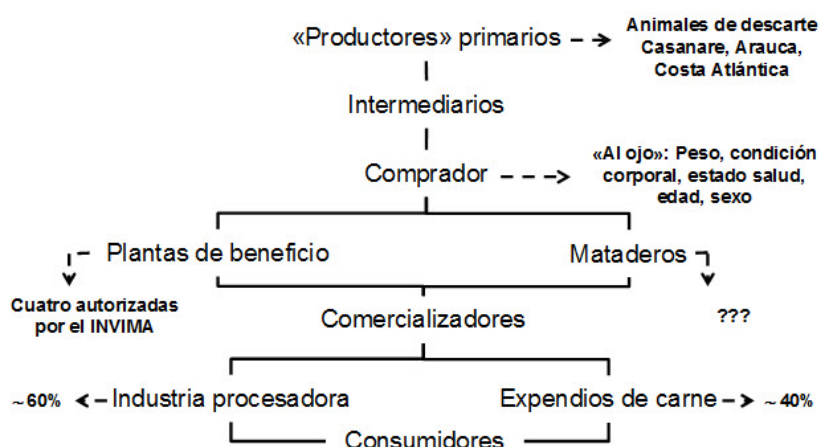 «Productores» primarios
Animales de descarte
Casanare, Arauca,
Costa Atlántica
Intermediarios
Comprador
«Al ojo»: Peso, condición
corporal, estado salud,
edad, sexo
Plantas de beneficio
Mataderos
Cuatro autorizadas
por el INVIMA
Comercializadores
???
~60%
Industria procesadora
Expendios de carne
~40%
Consumidores